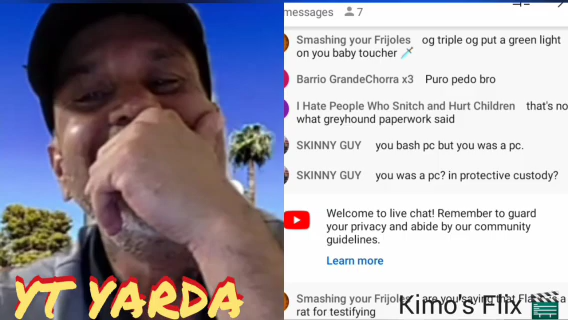 messages 7
Smashing your Frijoles og triple og put a green light
on you baby toucher
Barrio GrandeChorra x3 Puro pedo bro
I Hate People Who Snitch and Hurt Children that's no
what greyhound paperwork said
SKINNY GUY you bash pc but you was a pc.
SKINNY GUY you was a pc? in protective custody?
Welcome to live chat! Remember to guard
your privacy and abide by our community
guidelines.
Learn more
Smashing your Frijoles are you saying that
rat for testifying
YT YARDA
Kimo's Flix